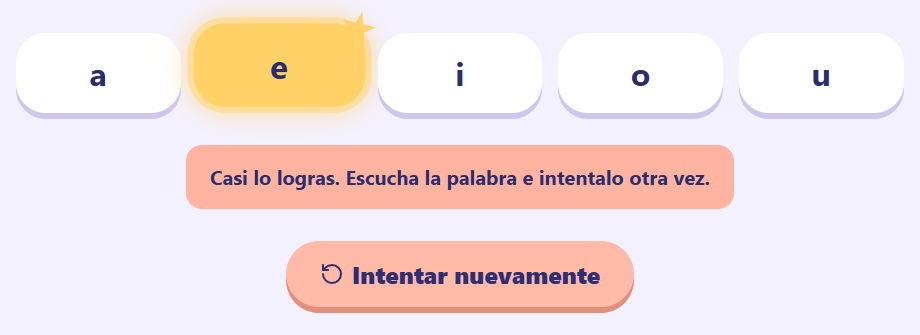 a e i o u
Casi lo logras. Escucha la palabra e intentalo otra vez.
Intentar nuevamente